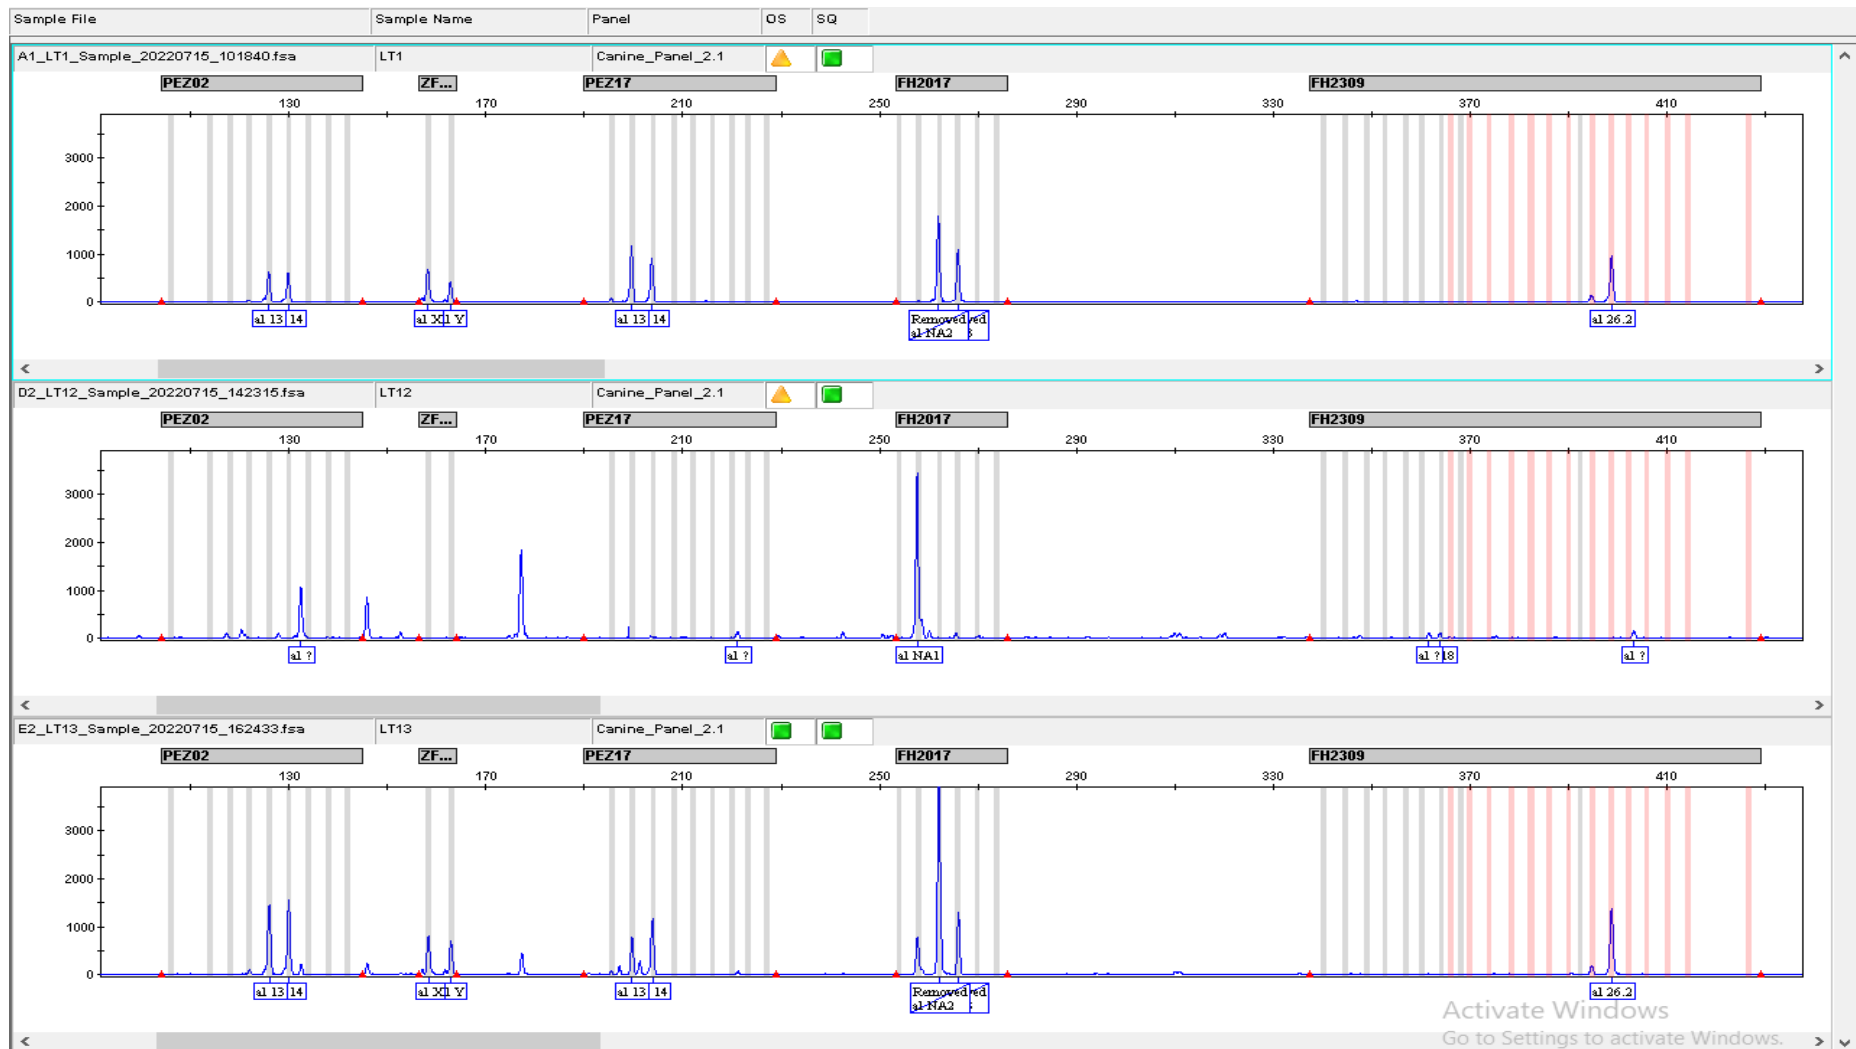 Sample File Sample Name Panel OS SQ
A1_LT1_Sample_20220715_101840.fsa LT1 Canine_Panel_2.1
PEZ02 ZF... PEZ17 FH2017 FH2309
130 170 210 250 290 330 370 410
3000
2000
1000
0
al 13 14 al X Y al 13 14 Removed ed al 26.2
al NA2
D2_LT12_Sample_20220715_142315.fsa LT12 Canine_Panel_2.1
PEZ02 ZF... PEZ17 FH2017 FH2309
130 170 210 250 290 330 370 410
3000
2000
1000
0
al ? al ? al NA1 al ? 18 al ?
E2_LT13_Sample_20220715_162433.fsa LT13 Canine_Panel_2.1
PEZ02 ZF... PEZ17 FH2017 FH2309
130 170 210 250 290 330 370 410
3000
2000
1000
0
al 13 14 al X Y al 13 14 Removed ed al 26.2
al NA2
Activate Windows
Go to Settings to activate Windows.